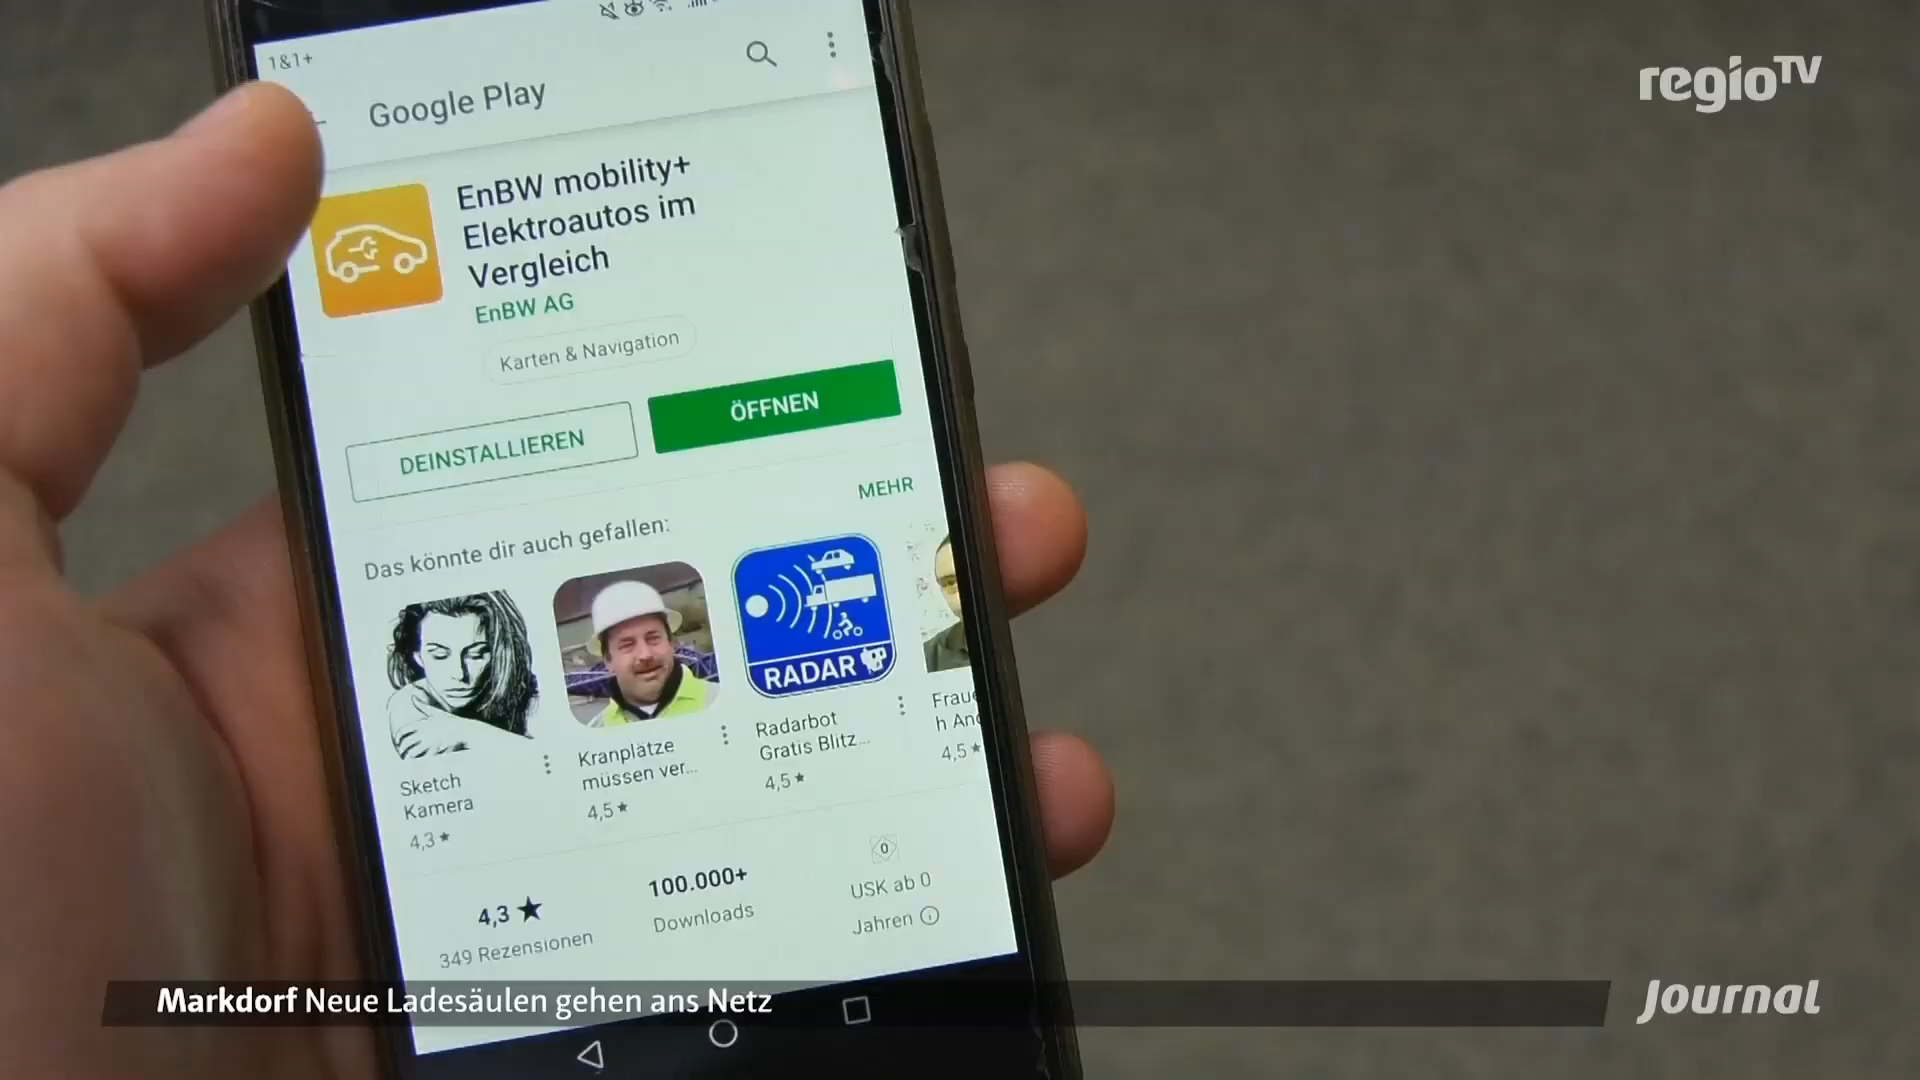 regioTV
1&1+
Google Play
EnBW mobility+
Elektroautos im
Vergleich
EnBW AG
Karten & Navigation
DEINSTALLIEREN
ÖFFNEN
MEHR
Das könnte dir auch gefallen:
RADAR
Sketch
Kamera
4,3 ★
Kranplätze
müssen ver...
4,5 ★
Radarbot
Gratis Blitz...
4,5 ★
4,5 ★
4,3 ★
349 Rezensionen
100.000+
Downloads
0
USK ab 0
Jahren
Markdorf Neue Ladesäulen gehen ans Netz
Journal